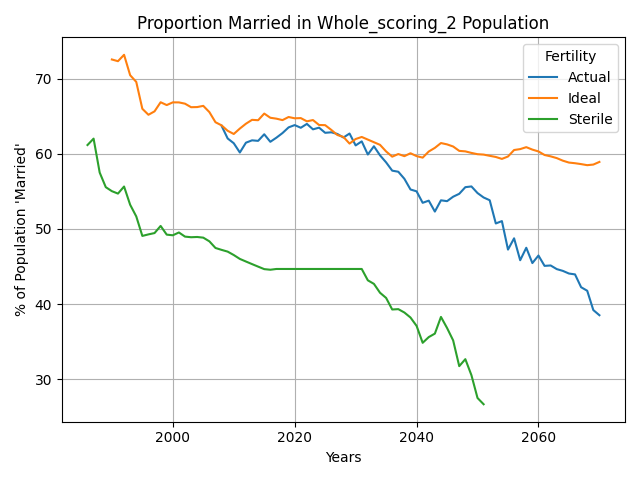 Proportion Married in Whole_scoring_2 Population
Fertility
Actual
Ideal
Sterile
% of Population 'Married'
70
60
50
40
30
2000
2020
2040
2060
Years